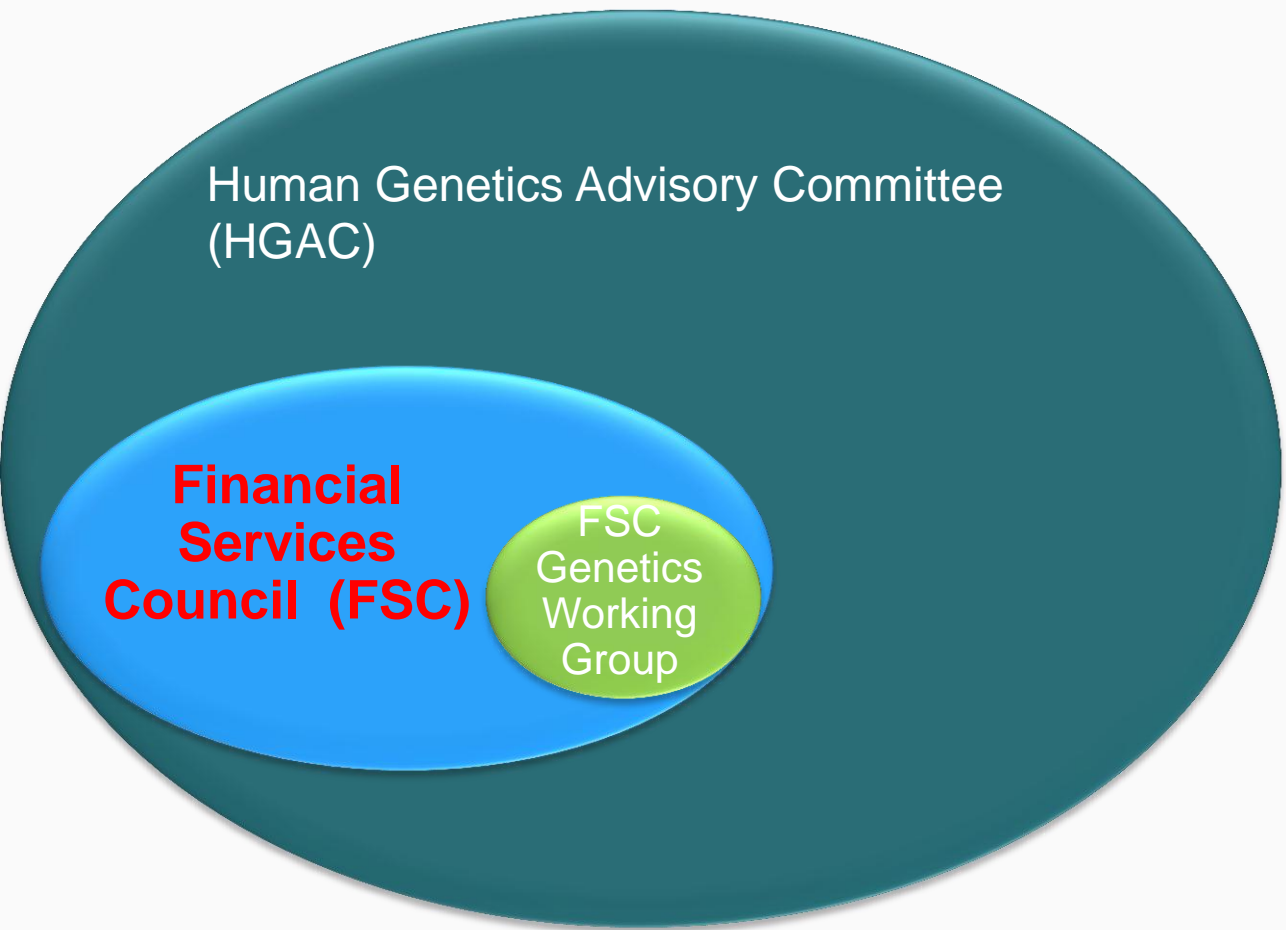 Human Genetics Advisory Committee
(HGAC)
Financial
Services
Council (FSC)
FSC
Genetics
Working
Group